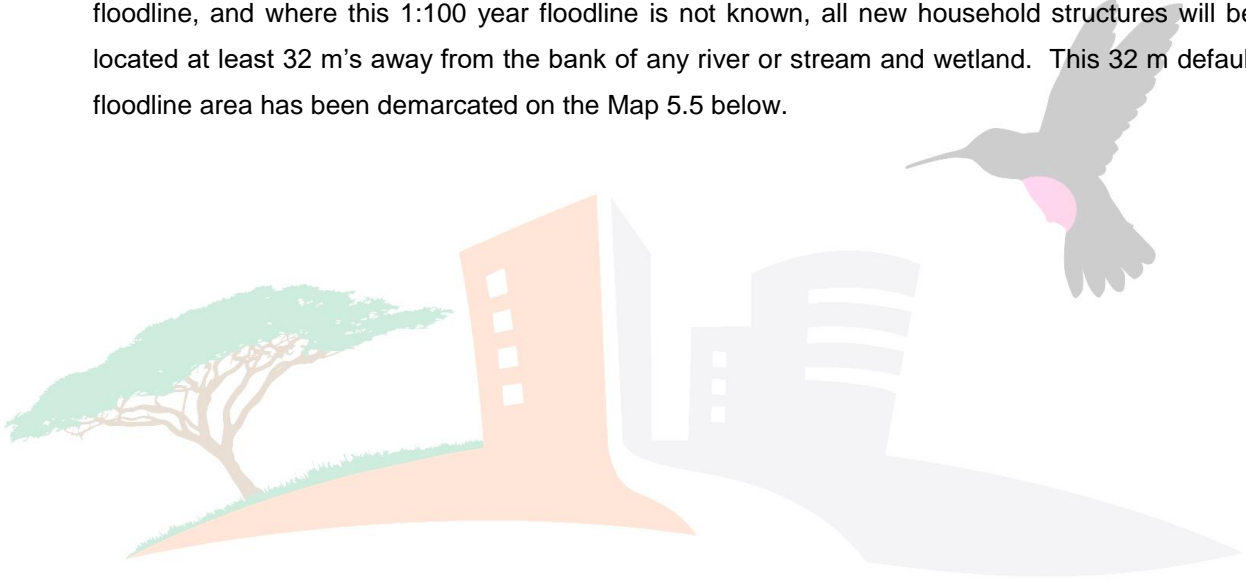 floodline, and where this 1:100 year floodline is not known, all new household structures will be
located at least 32 m's away from the bank of any river or stream and wetland. This 32 m defaul
floodline area has been demarcated on the Map 5.5 below.